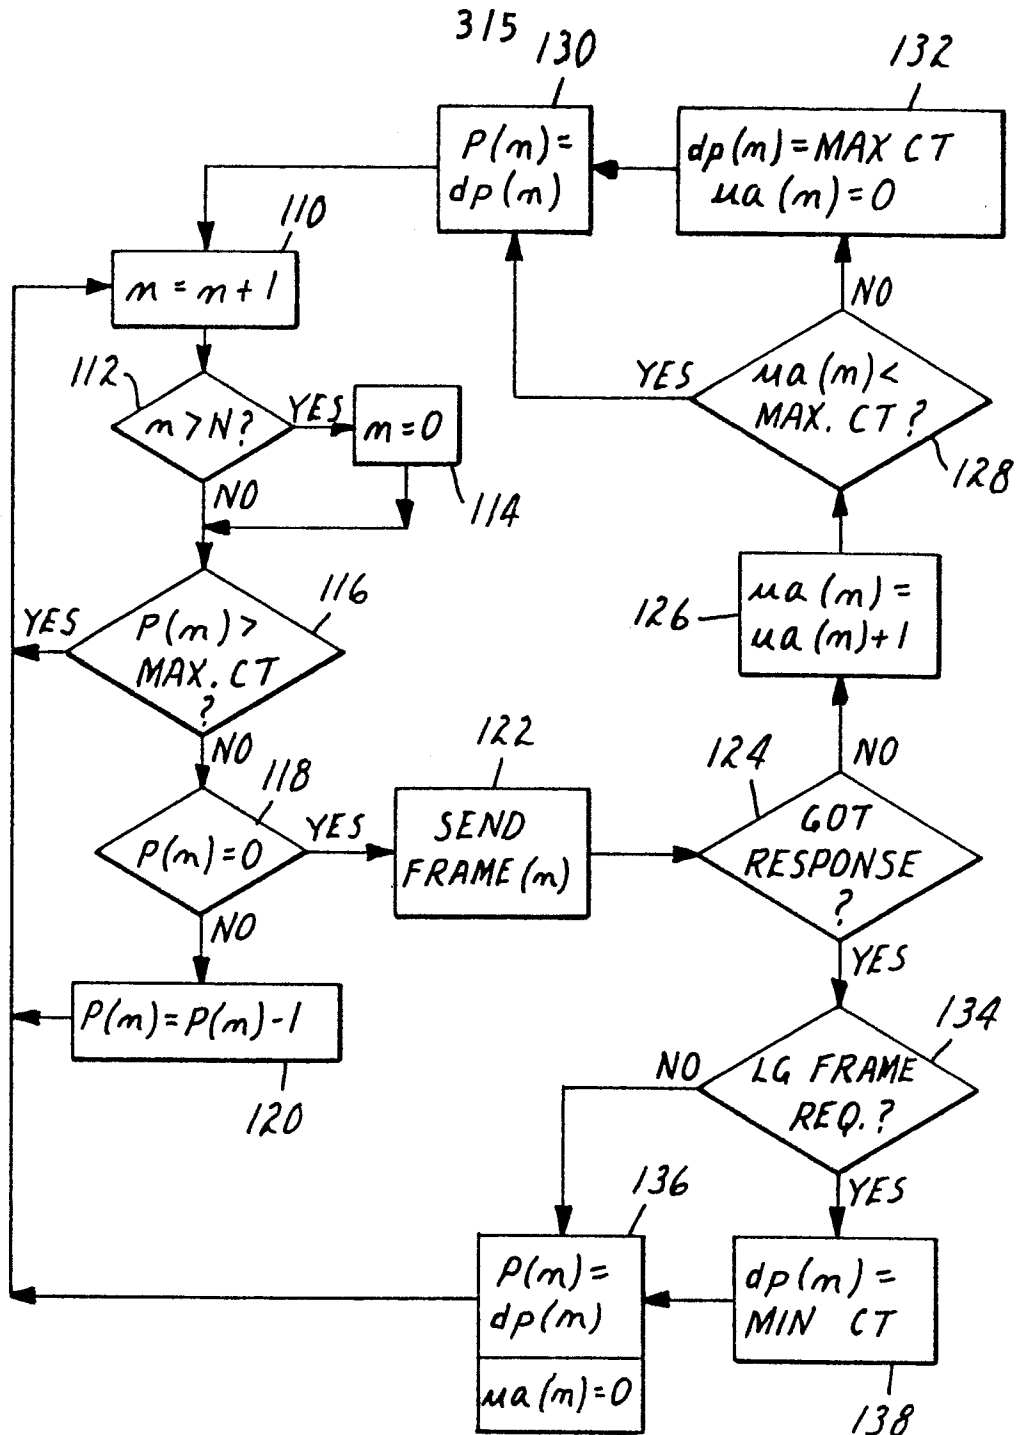 315
130
132
P(n)=
dp(n)
dp(n)=MAX CT
ua(n)=0
110
n=n+1
NO
112
n>N?
YES
n=0
YES
ua(n)<
MAX. CT?
128
NO
114
116
YES
P(n)>
MAX. CT
?
126
ua(n)=
ua(n)+1
NO
122
124
NO
118
P(n)=0
YES
SEND
FRAME(n)
GOT
RESPONSE
?
NO
YES
P(n)=P(n)-1
134
120
NO
LG FRAME
REQ.?
136
YES
P(n)=
dp(n)
ua(n)=0
dp(n)=
MIN CT
138